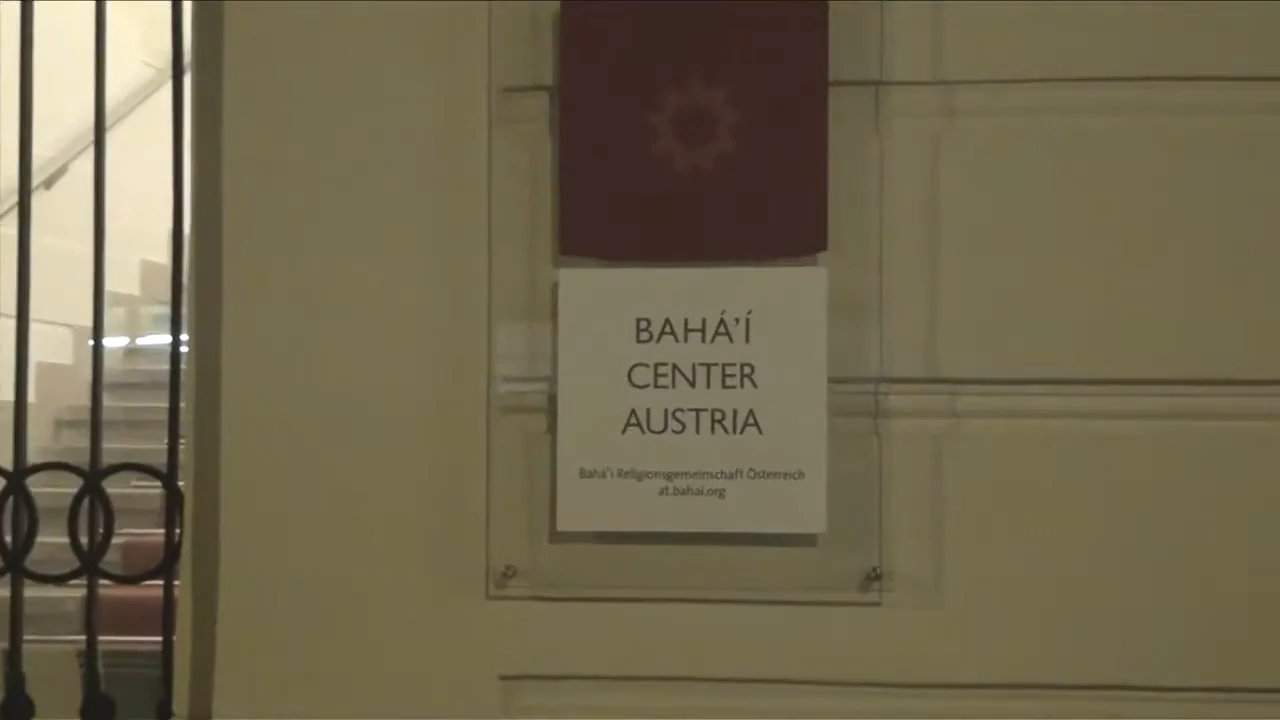 BAHÁ'Í
CENTER
AUSTRIA
Bahá'í Religionsgemeinschaft Österreich
at.bahai.org